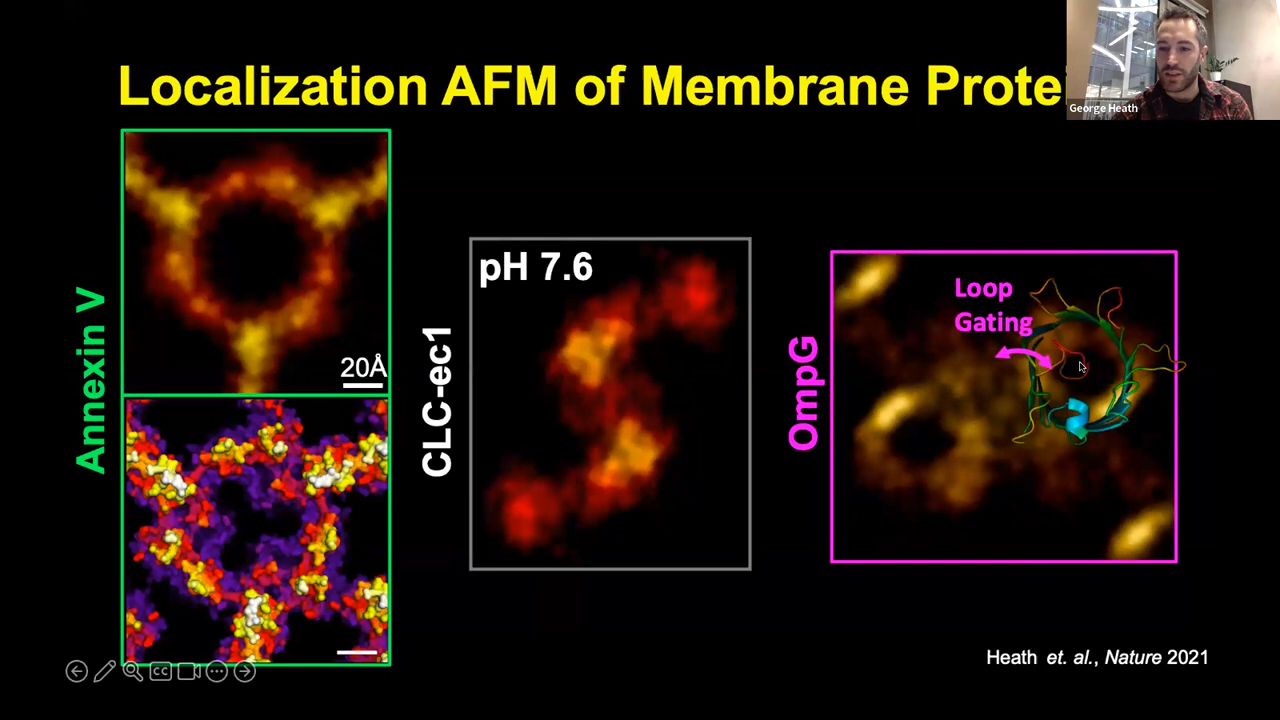 Localization AFM of Membrane Prote
George Heath
Annexin V
20Å
CLC-ec1
pH 7.6
OmpG
Loop
Gating
Heath et. al., Nature 2021
CC